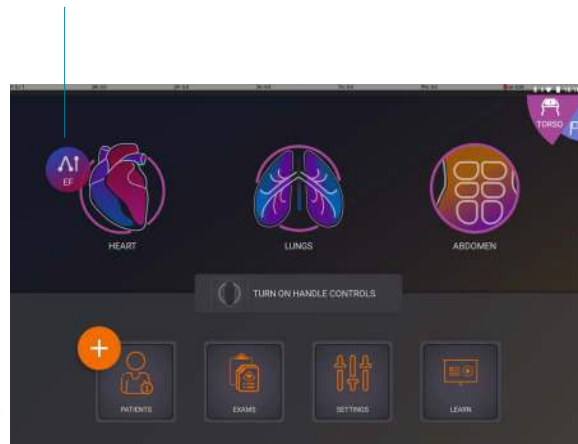 TORSO
P
AI
EF
HEART
LUNGS
ABDOMEN
TURN ON HANDLE CONTROLS
PATIENTS
EXAMS
SETTINGS
LEARN